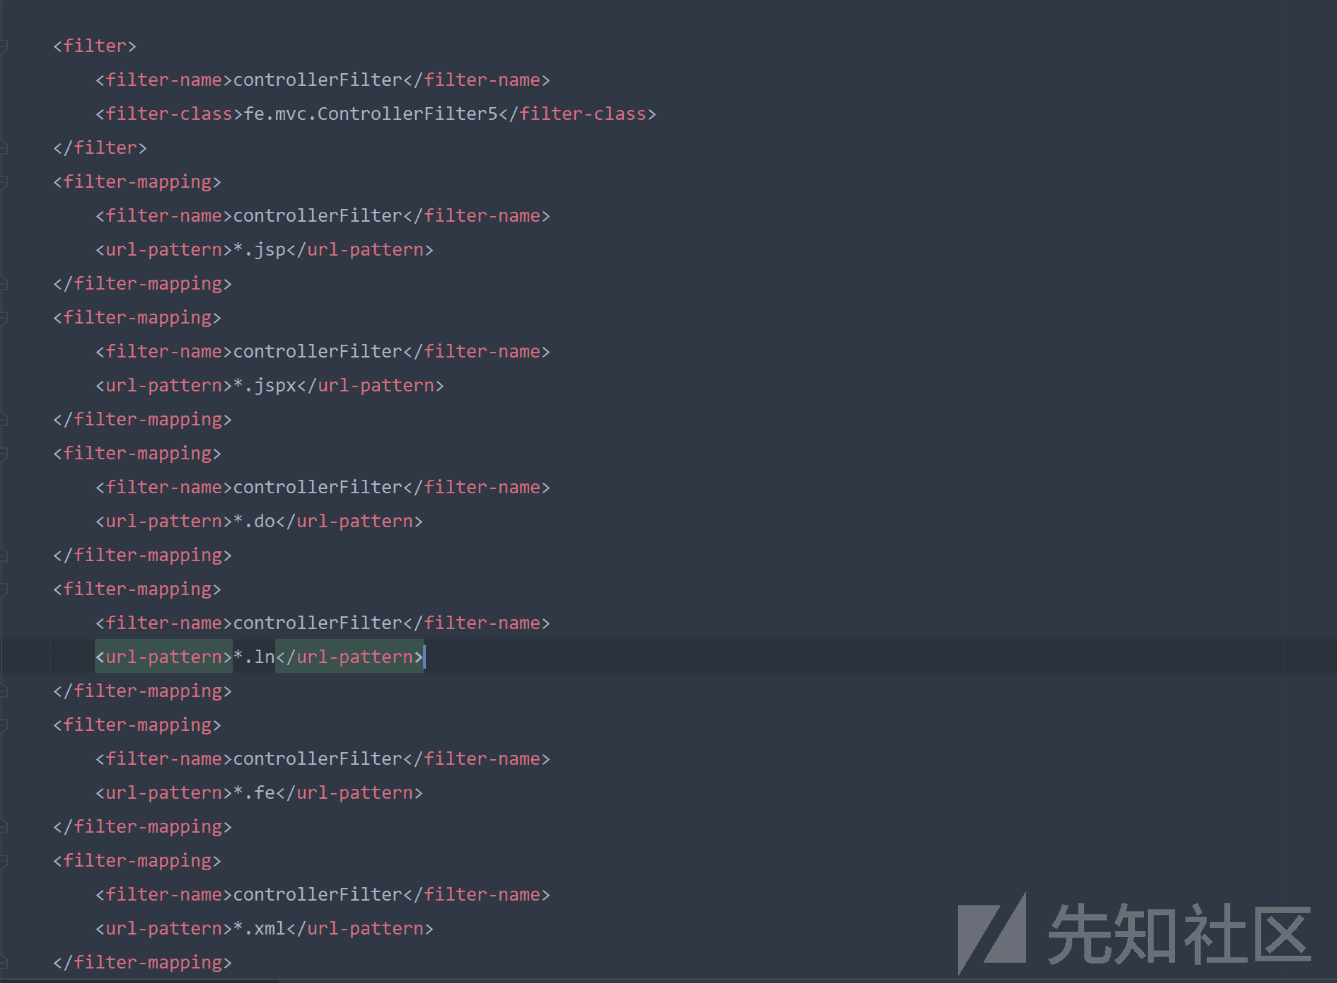 <filter>
    <filter-name>controllerFilter</filter-name>
    <filter-class>fe.mvc.ControllerFilter5</filter-class>
</filter>
<filter-mapping>
    <filter-name>controllerFilter</filter-name>
    <url-pattern>*.jsp</url-pattern>
</filter-mapping>
<filter-mapping>
    <filter-name>controllerFilter</filter-name>
    <url-pattern>*.jspx</url-pattern>
</filter-mapping>
<filter-mapping>
    <filter-name>controllerFilter</filter-name>
    <url-pattern>*.do</url-pattern>
</filter-mapping>
<filter-mapping>
    <filter-name>controllerFilter</filter-name>
    <url-pattern>*.ln</url-pattern>
</filter-mapping>
<filter-mapping>
    <filter-name>controllerFilter</filter-name>
    <url-pattern>*.fe</url-pattern>
</filter-mapping>
<filter-mapping>
    <filter-name>controllerFilter</filter-name>
    <url-pattern>*.xml</url-pattern>
</filter-mapping>
先知社区